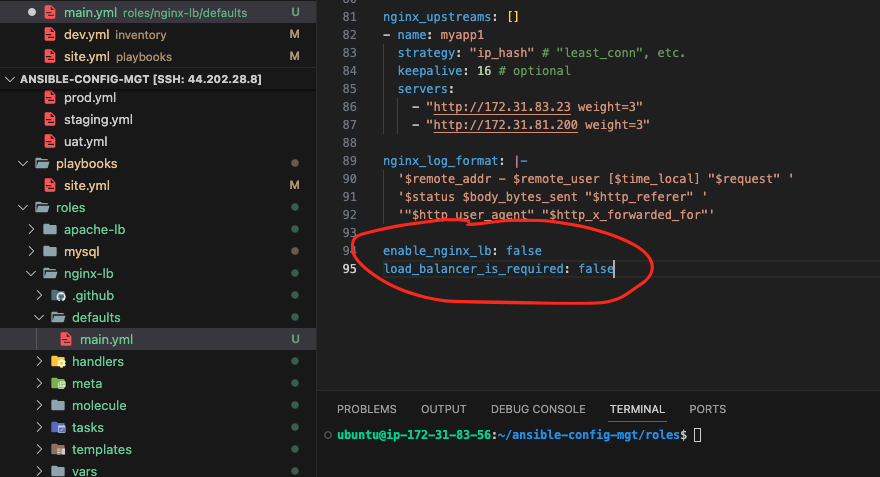 main.yml roles/nginx-lb/defaults U
dev.yml inventory M
site.yml playbooks M
ANSIBLE-CONFIG-MGT [SSH: 44.202.28.8]
prod.yml
staging.yml
uat.yml
playbooks
site.yml M
roles
apache-lb
mysql
nginx-lb
.github
defaults
main.yml U
handlers
meta
molecule
tasks
templates
vars
80
81 nginx_upstreams: []
82 - name: myapp1
83 strategy: "ip_hash" # "least_conn", etc.
84 keepalive: 16 # optional
85 servers:
86 - "http://172.31.83.23 weight=3"
87 - "http://172.31.81.200 weight=3"
88
89 nginx_log_format: |-
90 '$remote_addr - $remote_user [$time_local] "$request" '
91 '$status $body_bytes_sent "$http_referer" '
92 '"$http_user_agent" "$http_x_forwarded_for"'
93
94 enable_nginx_lb: false
95 load_balancer_is_required: false
PROBLEMS OUTPUT DEBUG CONSOLE TERMINAL PORTS
ubuntu@ip-172-31-83-56:~/ansible-config-mgt/roles$